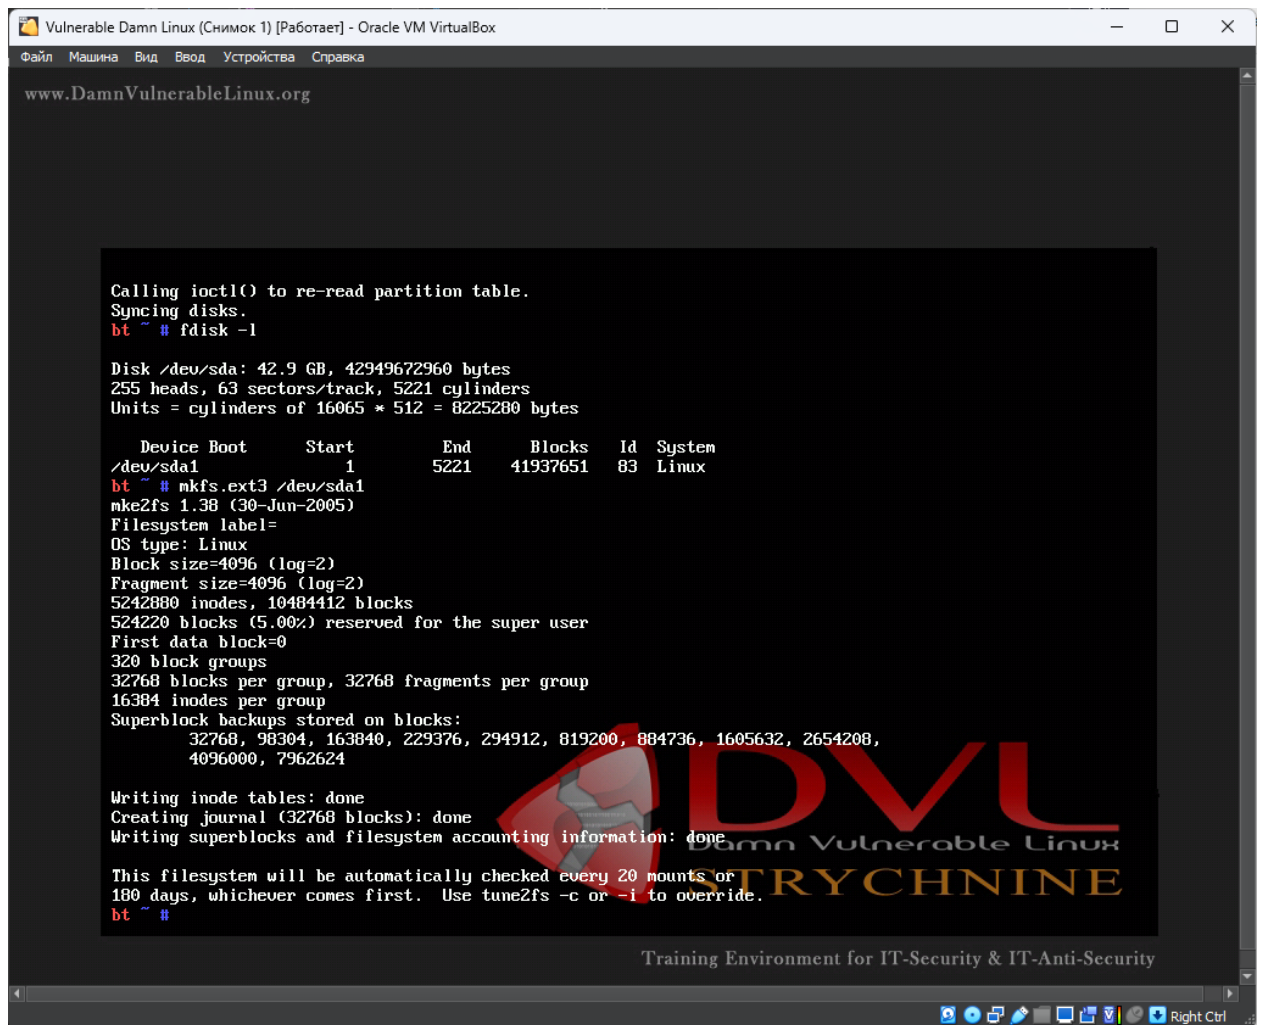 Vulnerable Damn Linux (Снимок 1) [Работает] - Oracle VM VirtualBox
Файл Машина Вид Ввод Устройства Справка
www.DamnVulnerableLinux.org
Calling ioctl() to re-read partition table.
Syncing disks.
bt ~ # fdisk -l
Disk /dev/sda: 42.9 GB, 42949672960 bytes
255 heads, 63 sectors/track, 5221 cylinders
Units = cylinders of 16065 * 512 = 8225280 bytes
Device Boot Start End Blocks Id System
/dev/sda1 1 5221 41937651 83 Linux
bt ~ # mkfs.ext3 /dev/sda1
mke2fs 1.38 (30-Jun-2005)
Filesystem label=
OS type: Linux
Block size=4096 (log=2)
Fragment size=4096 (log=2)
5242880 inodes, 10484412 blocks
524220 blocks (5.00%) reserved for the super user
First data block=0
320 block groups
32768 blocks per group, 32768 fragments per group
16384 inodes per group
Superblock backups stored on blocks:
32768, 98304, 163840, 229376, 294912, 819200, 884736, 1605632, 2654208,
4096000, 7962624
Writing inode tables: done
Creating journal (32768 blocks): done
Writing superblocks and filesystem accounting information: done
This filesystem will be automatically checked every 20 mounts or
180 days, whichever comes first. Use tune2fs -c or -i to override.
bt ~ #
DVL
Damn Vulnerable Linux
STRYCHNINE
Training Environment for IT-Security & IT-Anti-Security
Right Ctrl